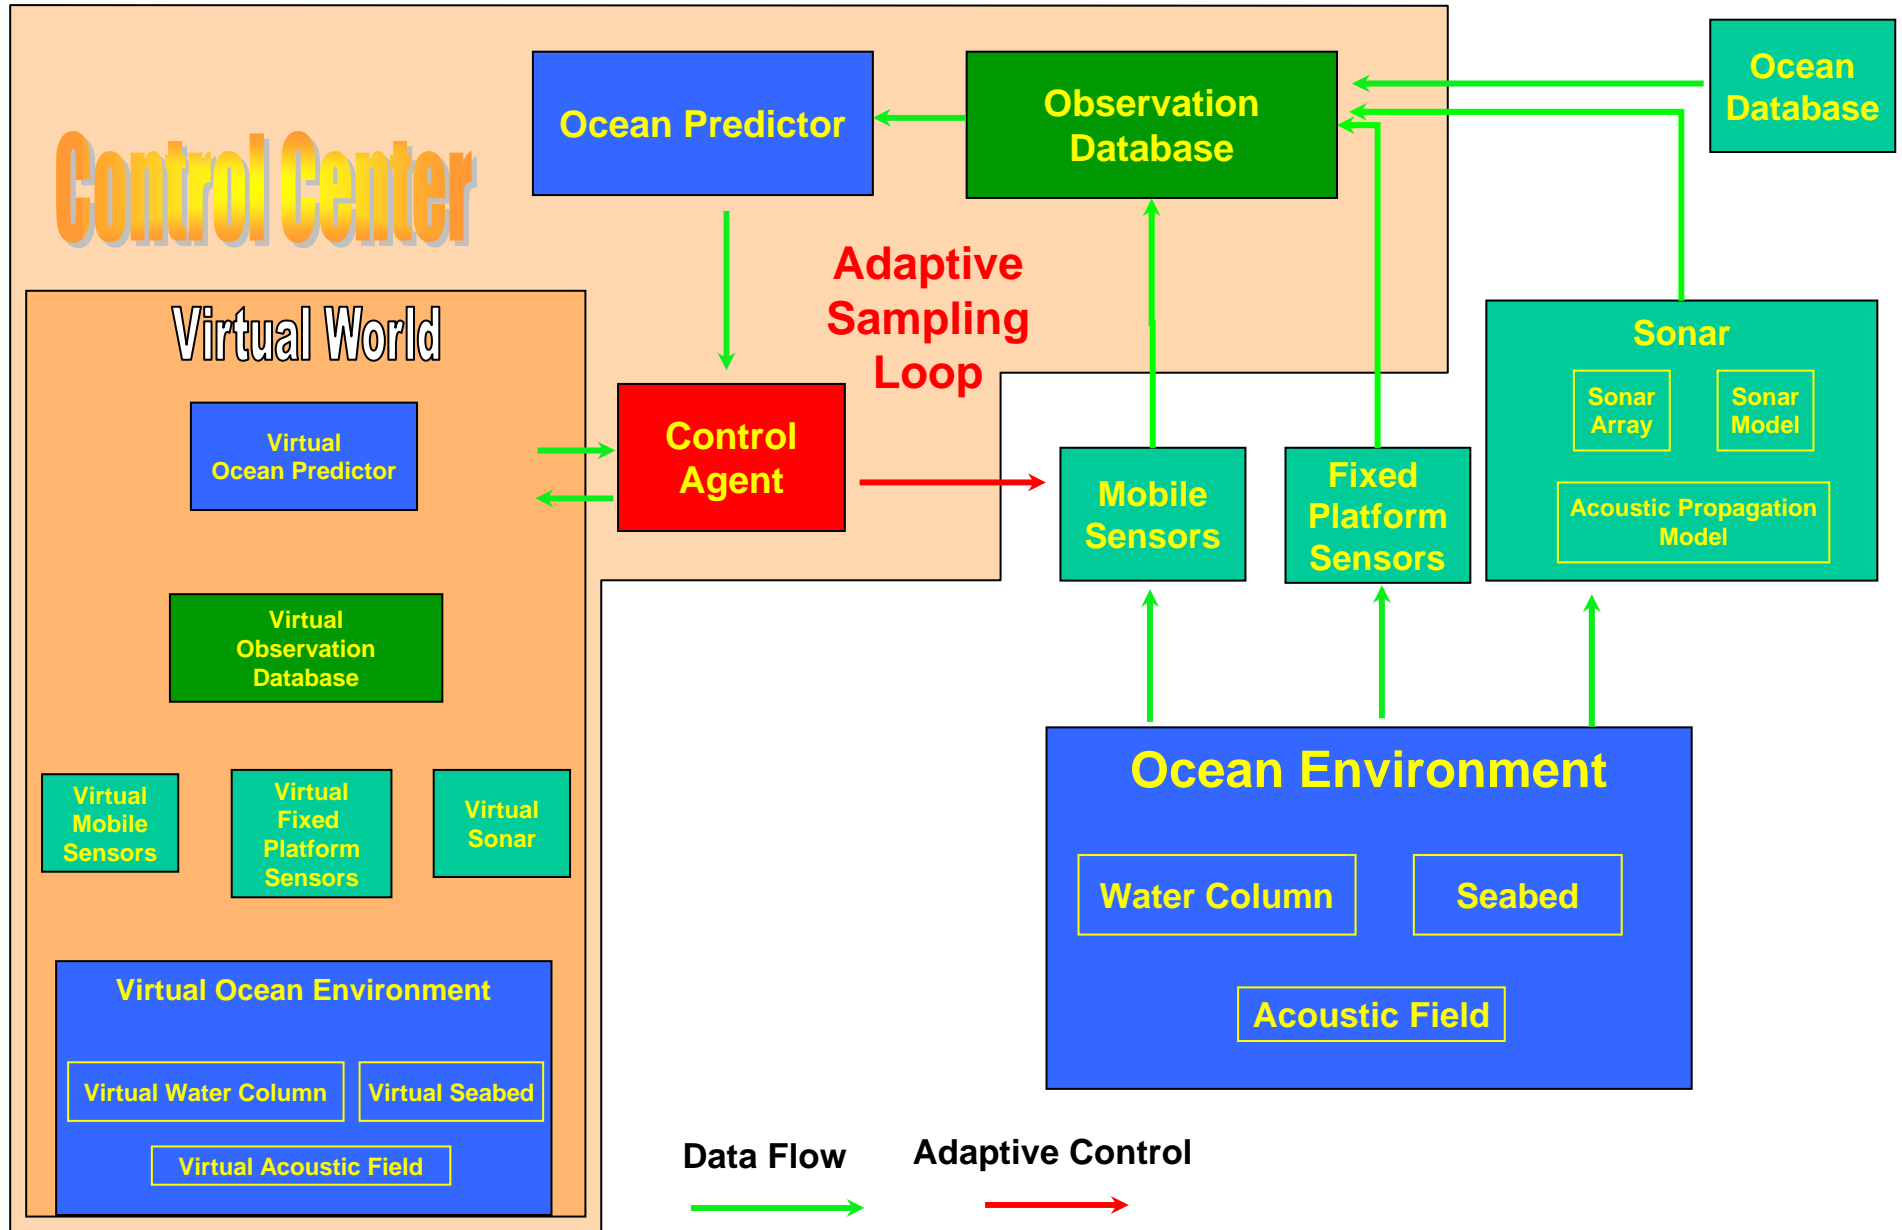 Control Center
Ocean Predictor
Observation
Database
Ocean
Database
Adaptive
Sampling
Loop
Virtual World
Virtual
Ocean Predictor
Control
Agent
Mobile
Sensors
Fixed
Platform
Sensors
Sonar
Sonar
Array
Sonar
Model
Acoustic Propagation
Model
Virtual
Observation
Database
Virtual
Mobile
Sensors
Virtual
Fixed
Platform
Sensors
Virtual
Sonar
Ocean Environment
Water Column
Seabed
Acoustic Field
Virtual Ocean Environment
Virtual Water Column
Virtual Seabed
Virtual Acoustic Field
Data Flow
Adaptive Control